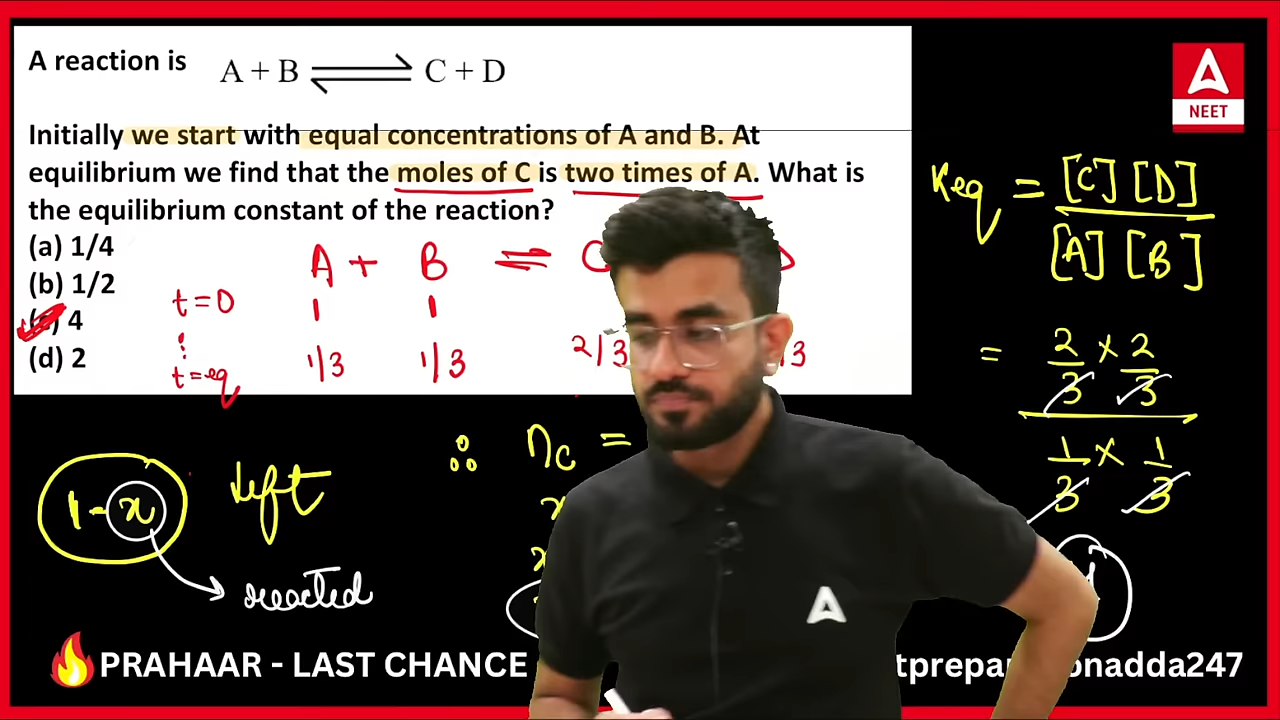 A reaction is A + B ⇌ C + D
NEET
Initially we start with equal concentrations of A and B. At
equilibrium we find that the moles of C is two times of A. What is
the equilibrium constant of the reaction?
(a) 1/4
(b) 1/2
4
(d) 2
A + B ⇌ C
t = 0 1 1
t = eq 1/3 1/3 2/3
Keq = [C] [D]
[A] [B]
= 2/3 × 2/3
1/3 × 1/3
∴ nC =
1 - x left
reacted
PRAHAAR - LAST CHANCE